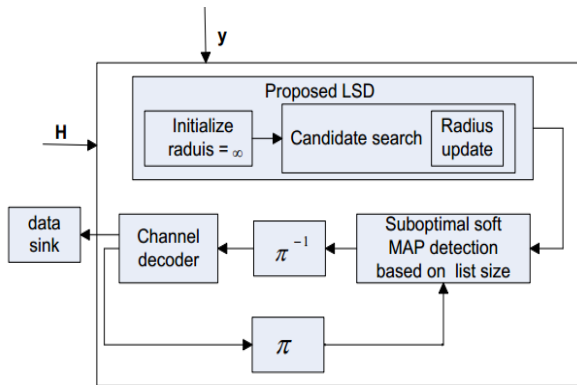 y
H
Proposed LSD
Initialize
raduis = ∞
Candidate search
Radius
update
data
sink
Channel
decoder
π⁻¹
Suboptimal soft
MAP detection
based on list size
π